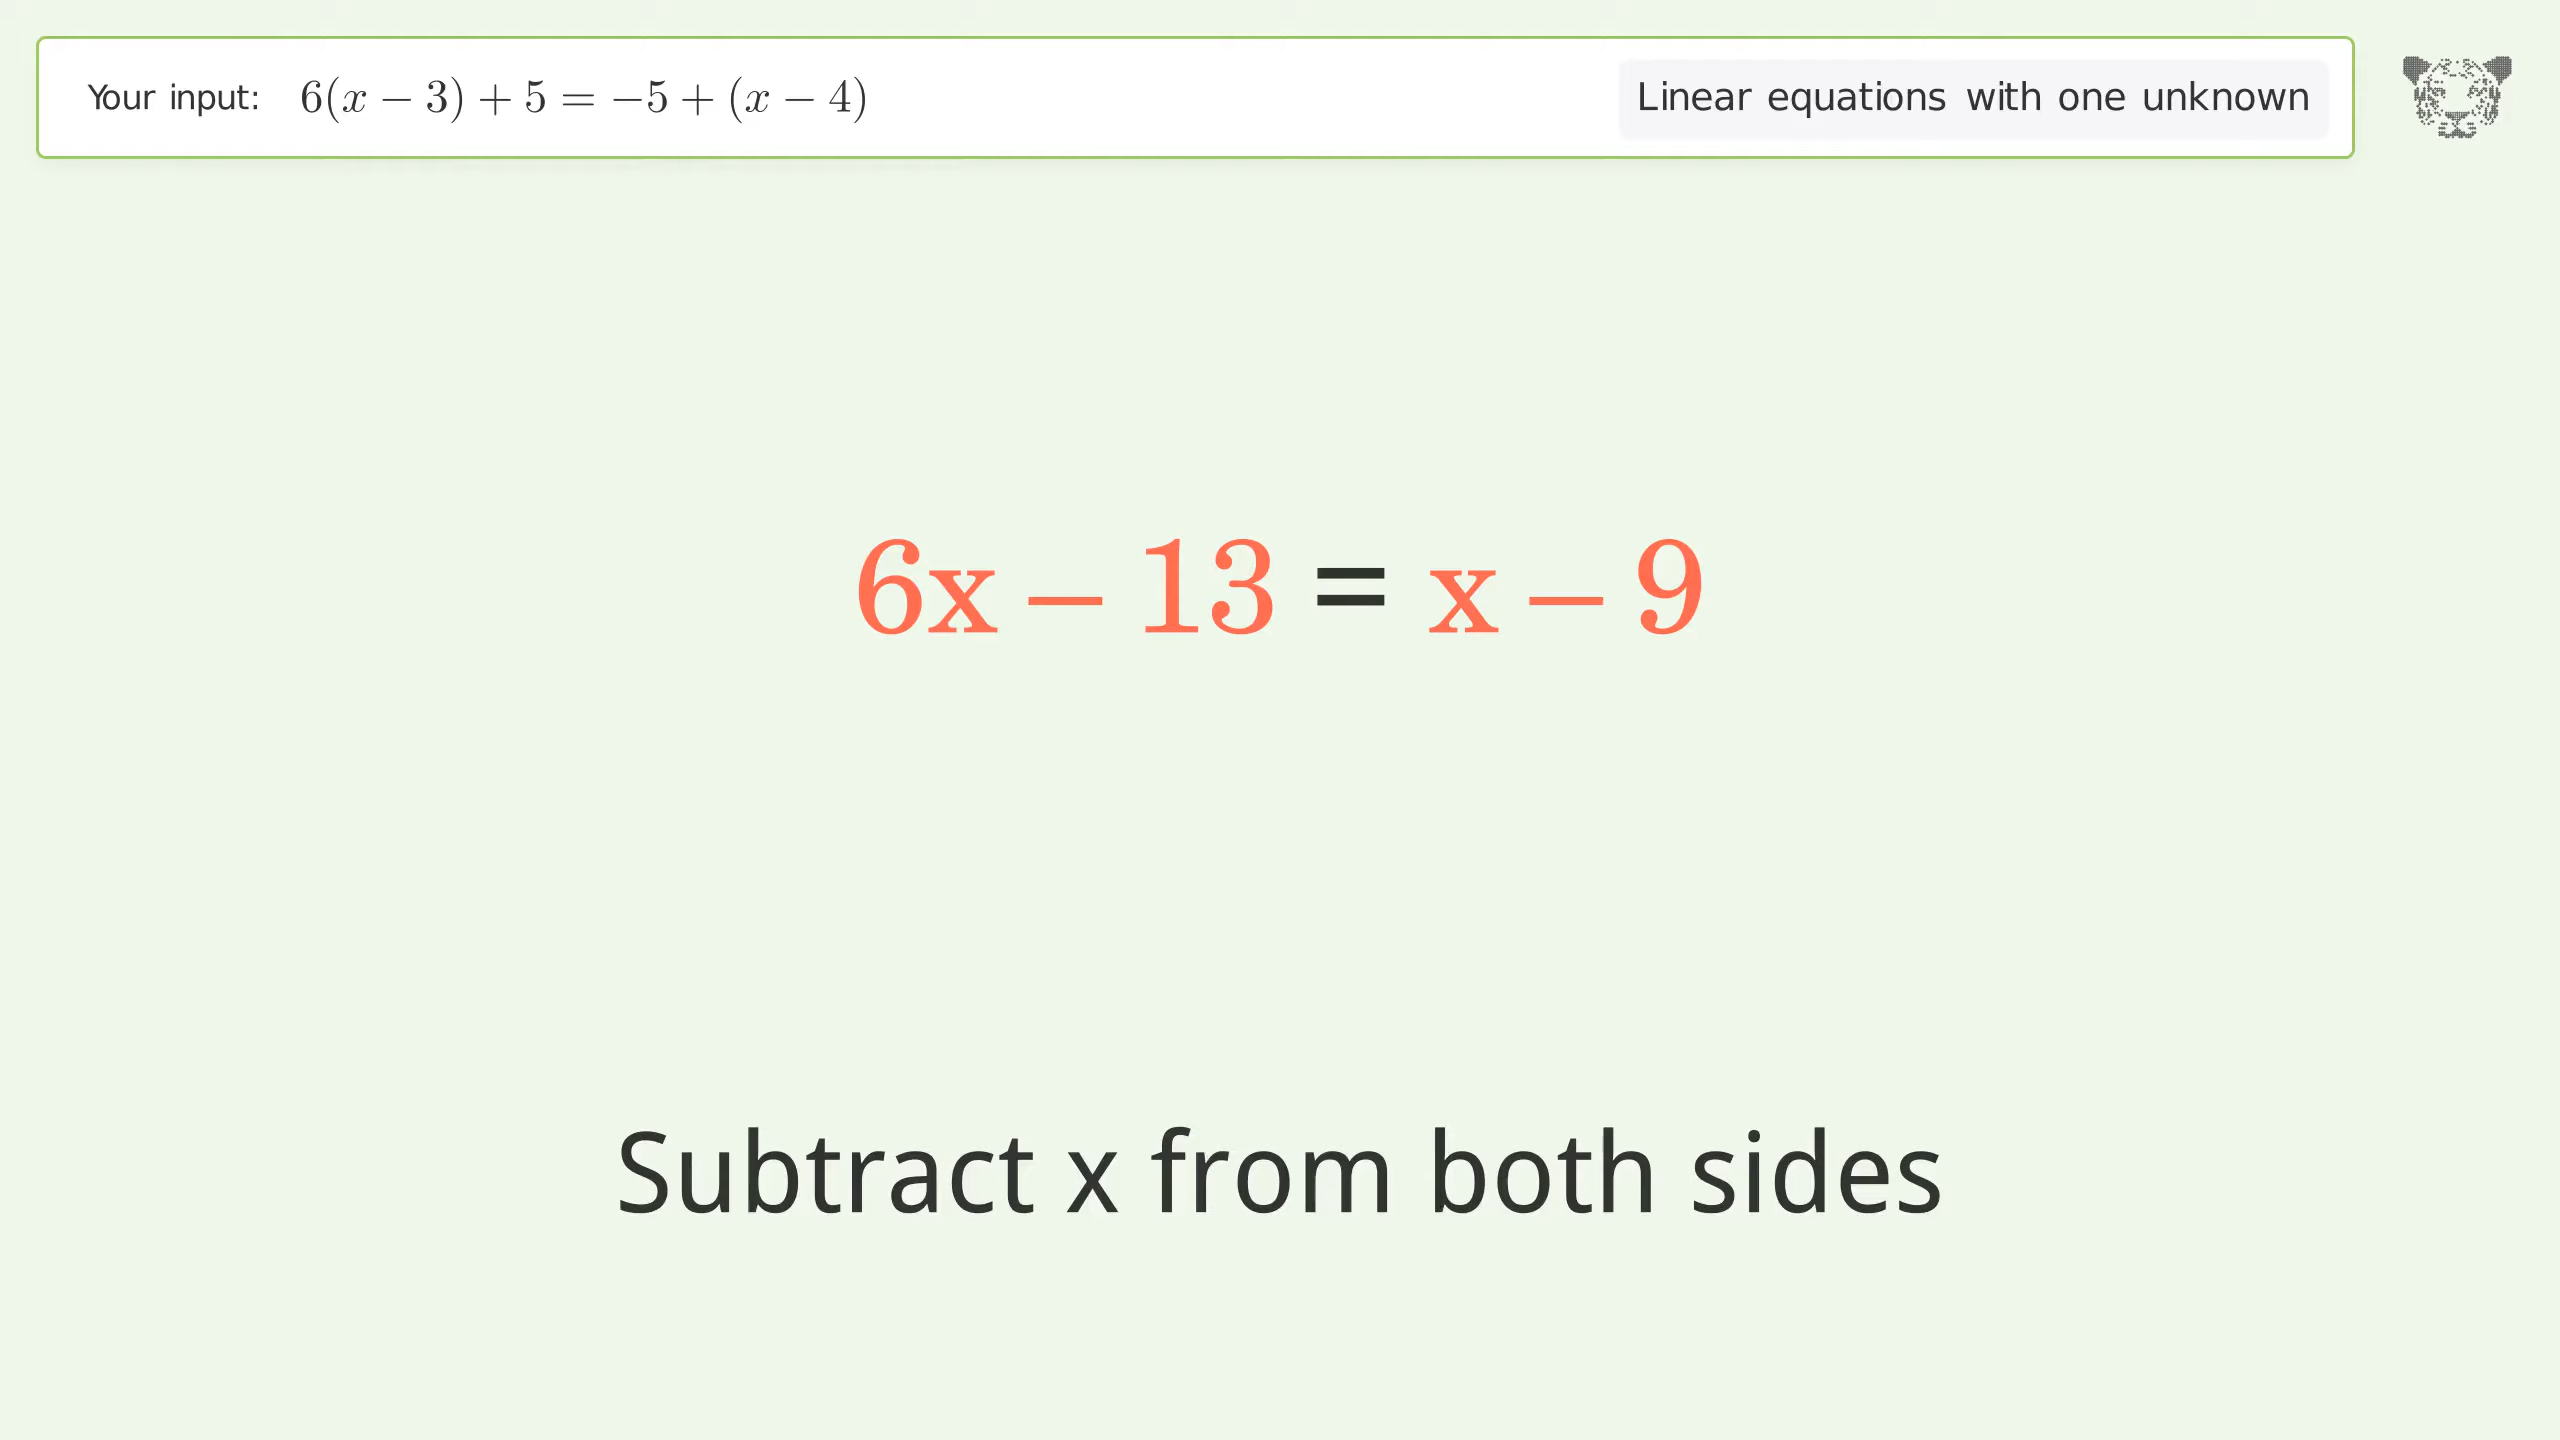 Your input: 6(x − 3) + 5 = −5 + (x − 4)
Linear equations with one unknown
6x − 13 = x − 9
Subtract x from both sides